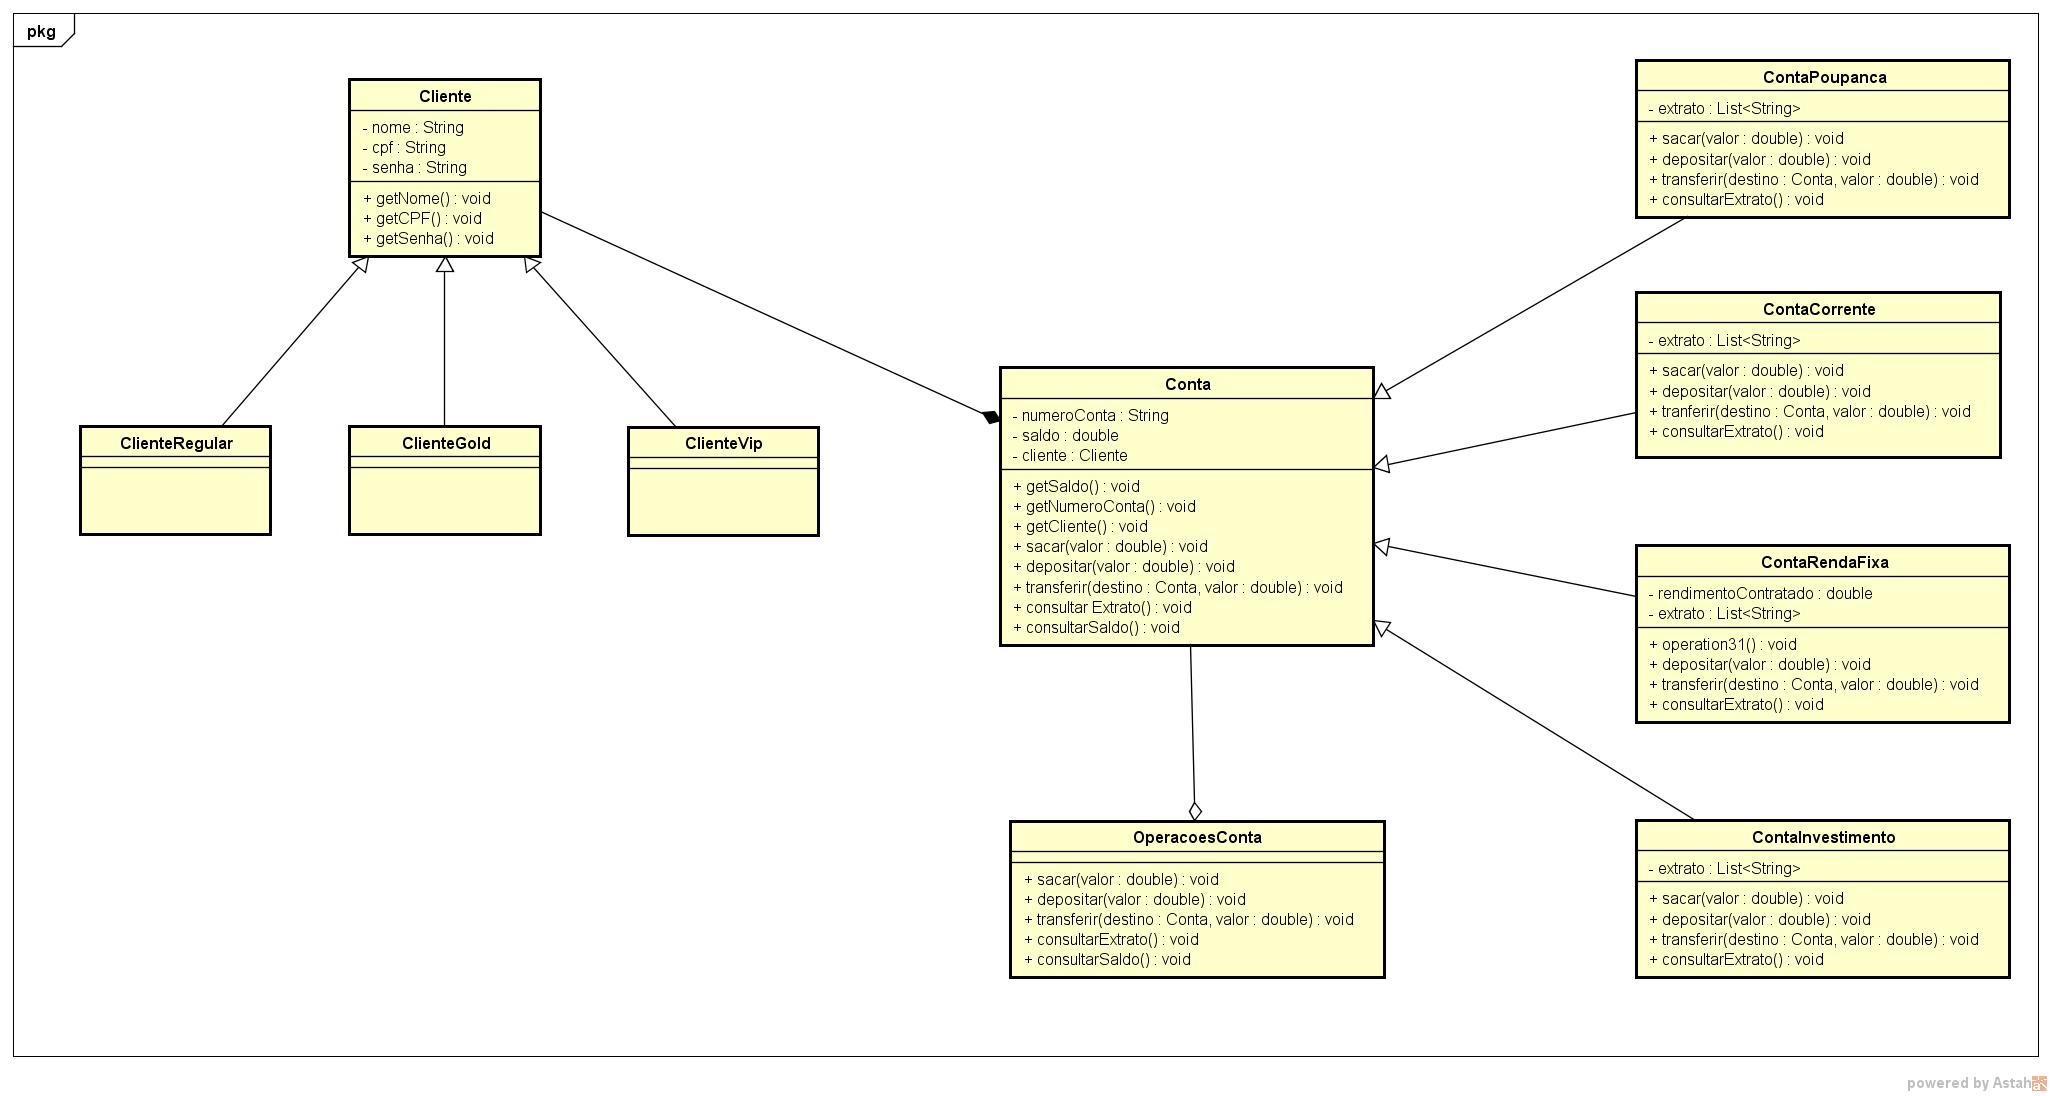 pkg
Cliente
- nome : String
- cpf : String
- senha : String
+ getNome() : void
+ getCPF() : void
+ getSenha() : void
ClienteRegular
ClienteGold
ClienteVip
Conta
- numeroConta : String
- saldo : double
- cliente : Cliente
+ getSaldo() : void
+ getNumeroConta() : void
+ getCliente() : void
+ sacar(valor : double) : void
+ depositar(valor : double) : void
+ transferir(destino : Conta, valor : double) : void
+ consultar Extrato() : void
+ consultarSaldo() : void
OperacoesConta
+ sacar(valor : double) : void
+ depositar(valor : double) : void
+ transferir(destino : Conta, valor : double) : void
+ consultarExtrato() : void
+ consultarSaldo() : void
ContaPoupanca
- extrato : List<String>
+ sacar(valor : double) : void
+ depositar(valor : double) : void
+ transferir(destino : Conta, valor : double) : void
+ consultarExtrato() : void
ContaCorrente
- extrato : List<String>
+ sacar(valor : double) : void
+ depositar(valor : double) : void
+ tranferir(destino : Conta, valor : double) : void
+ consultarExtrato() : void
ContaRendaFixa
- rendimentoContratado : double
- extrato : List<String>
+ operation31() : void
+ depositar(valor : double) : void
+ transferir(destino : Conta, valor : double) : void
+ consultarExtrato() : void
ContaInvestimento
- extrato : List<String>
+ sacar(valor : double) : void
+ depositar(valor : double) : void
+ transferir(destino : Conta, valor : double) : void
+ consultarExtrato() : void
powered by Astah